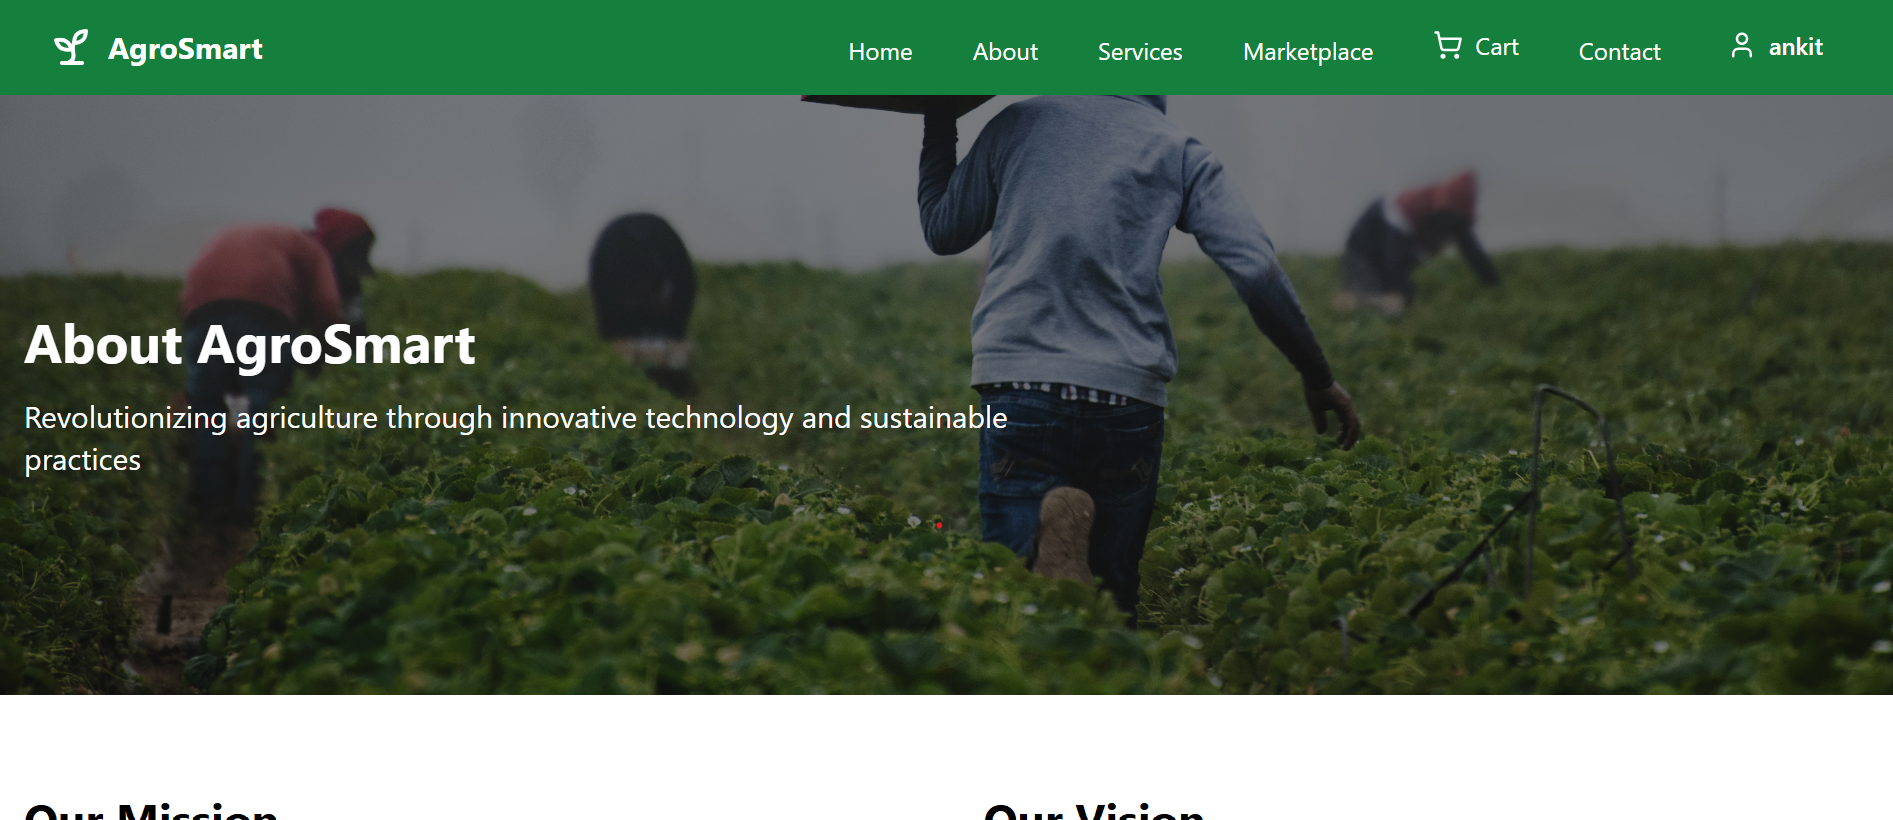 AgroSmart
Home
About
Services
Marketplace
Cart
Contact
ankit
About AgroSmart
Revolutionizing agriculture through innovative technology and sustainable
practices
Our Mission
Our Vision